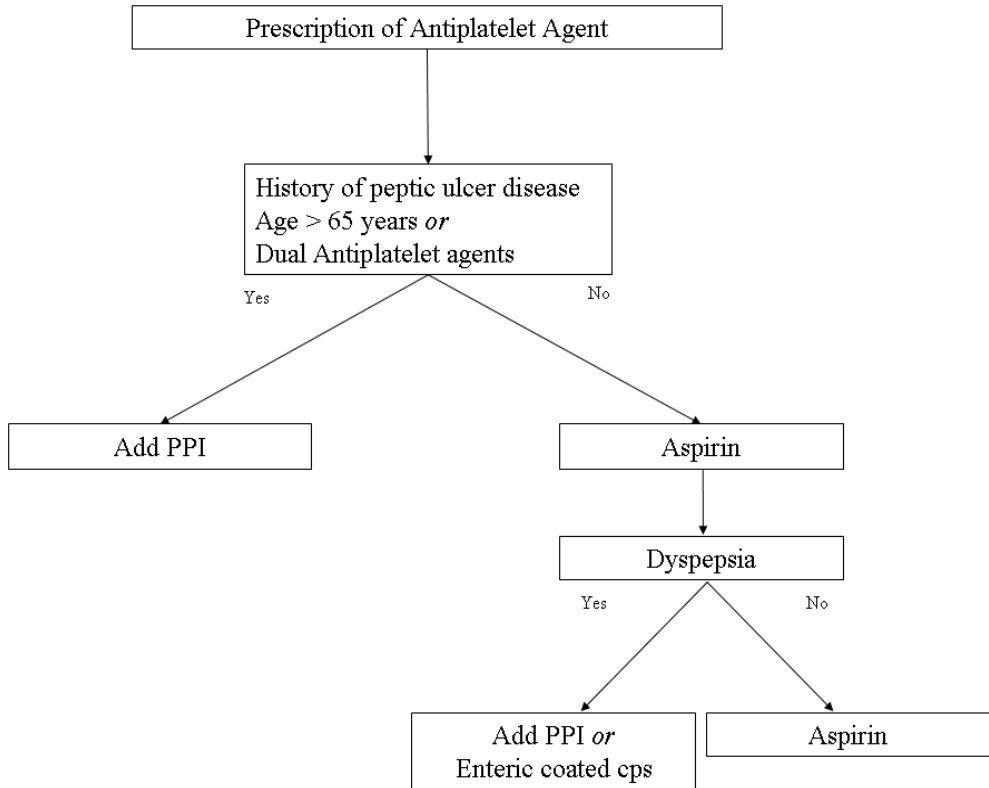 Prescription of Antiplatelet Agent
History of peptic ulcer disease
Age > 65 years or
Dual Antiplatelet agents
Yes
No
Add PPI
Aspirin
Dyspepsia
Yes
No
Add PPI or
Enteric coated cps
Aspirin